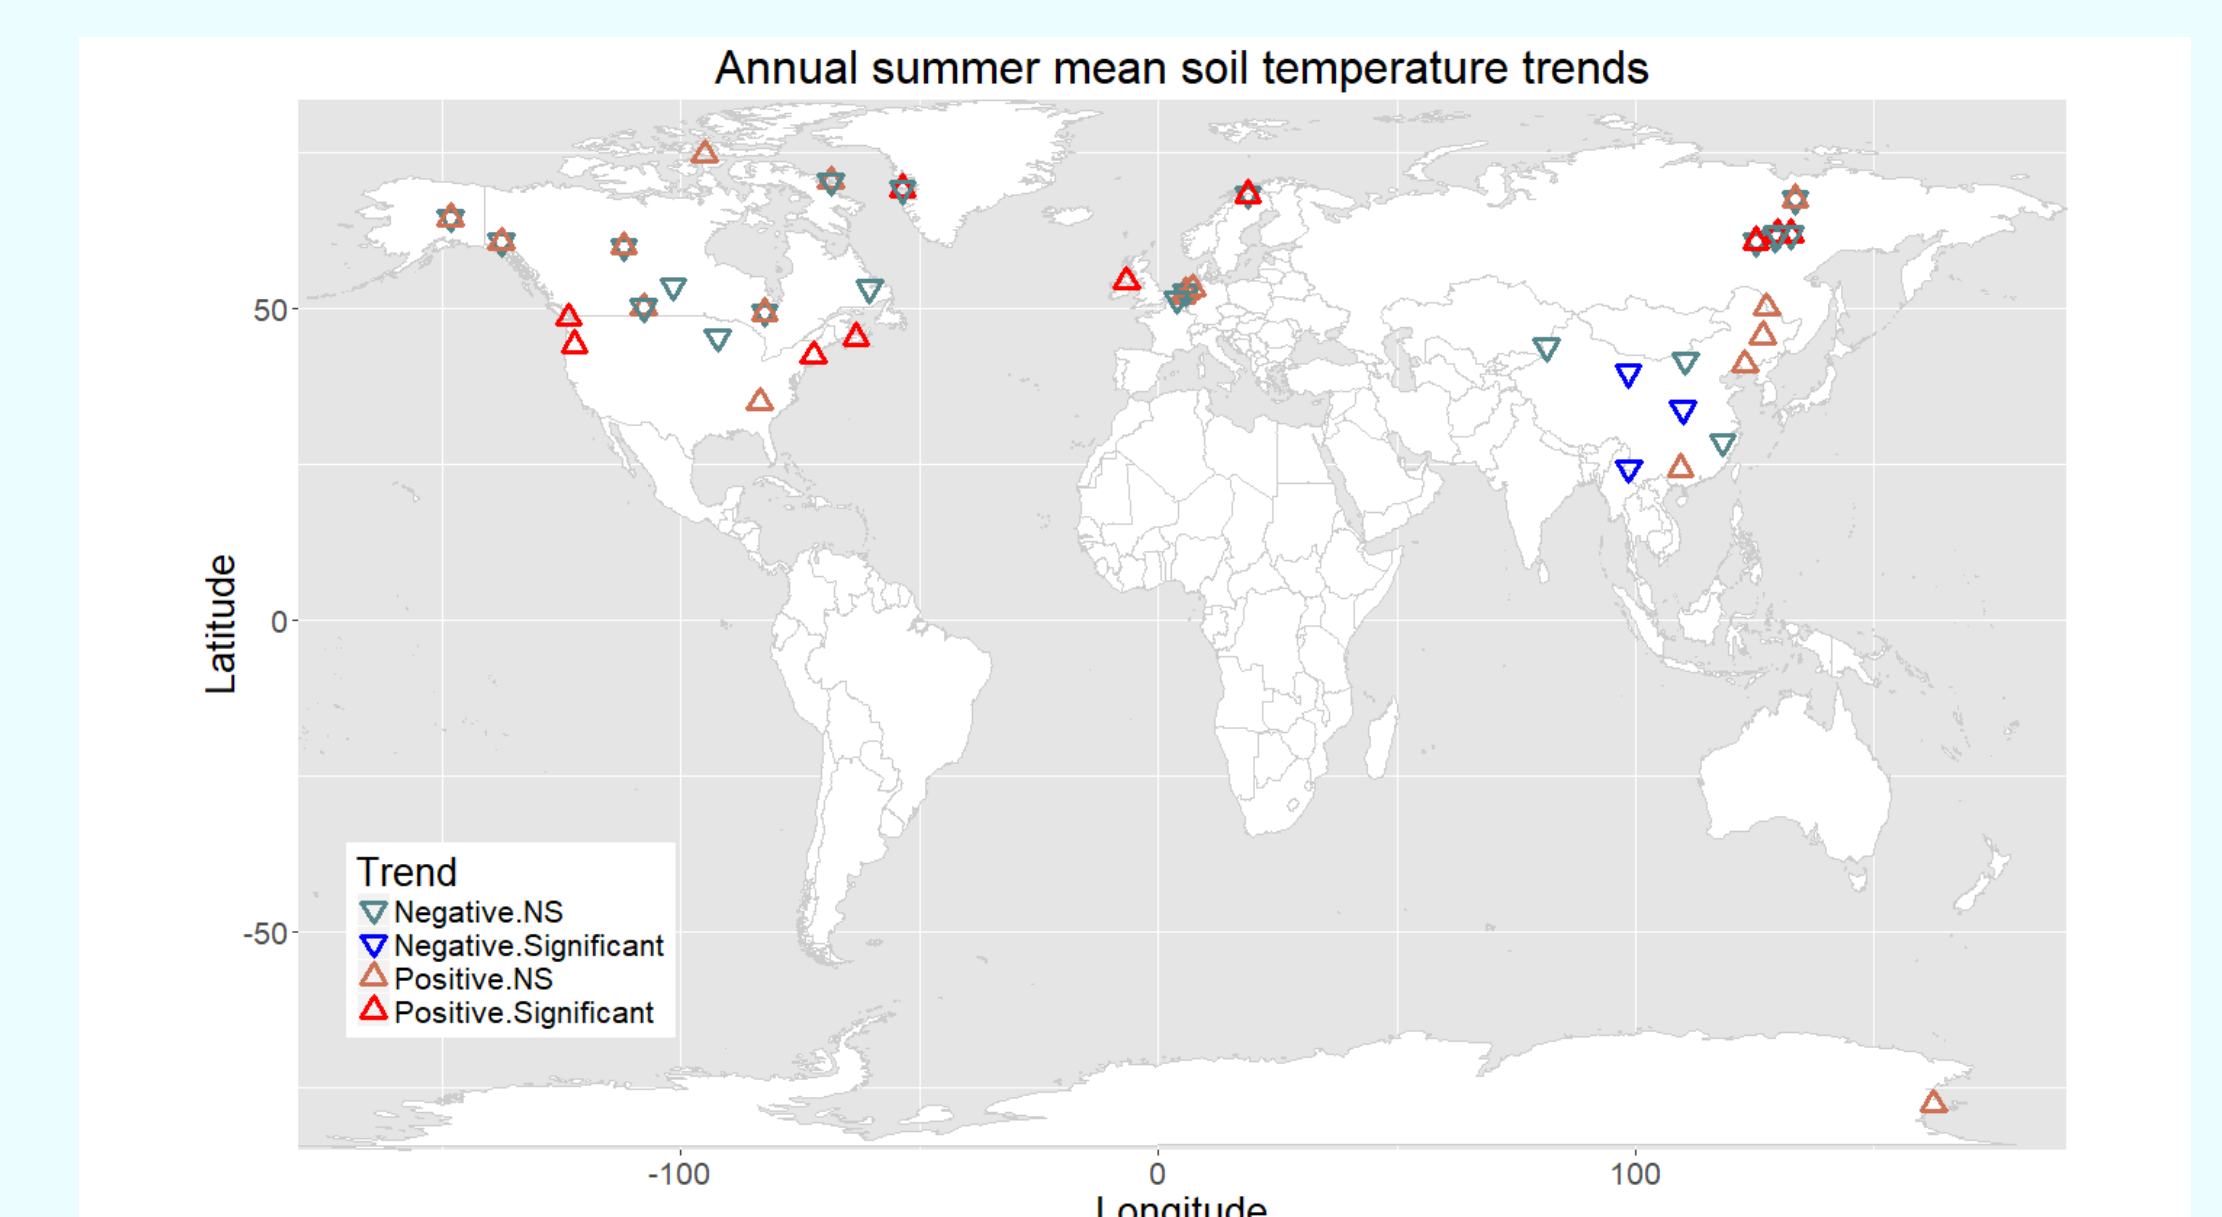 Annual summer mean soil temperature trends
50
0
-50
Latitude
Trend
Negative.NS
Negative.Significant
Positive.NS
Positive.Significant
-100 0 100
Longitude